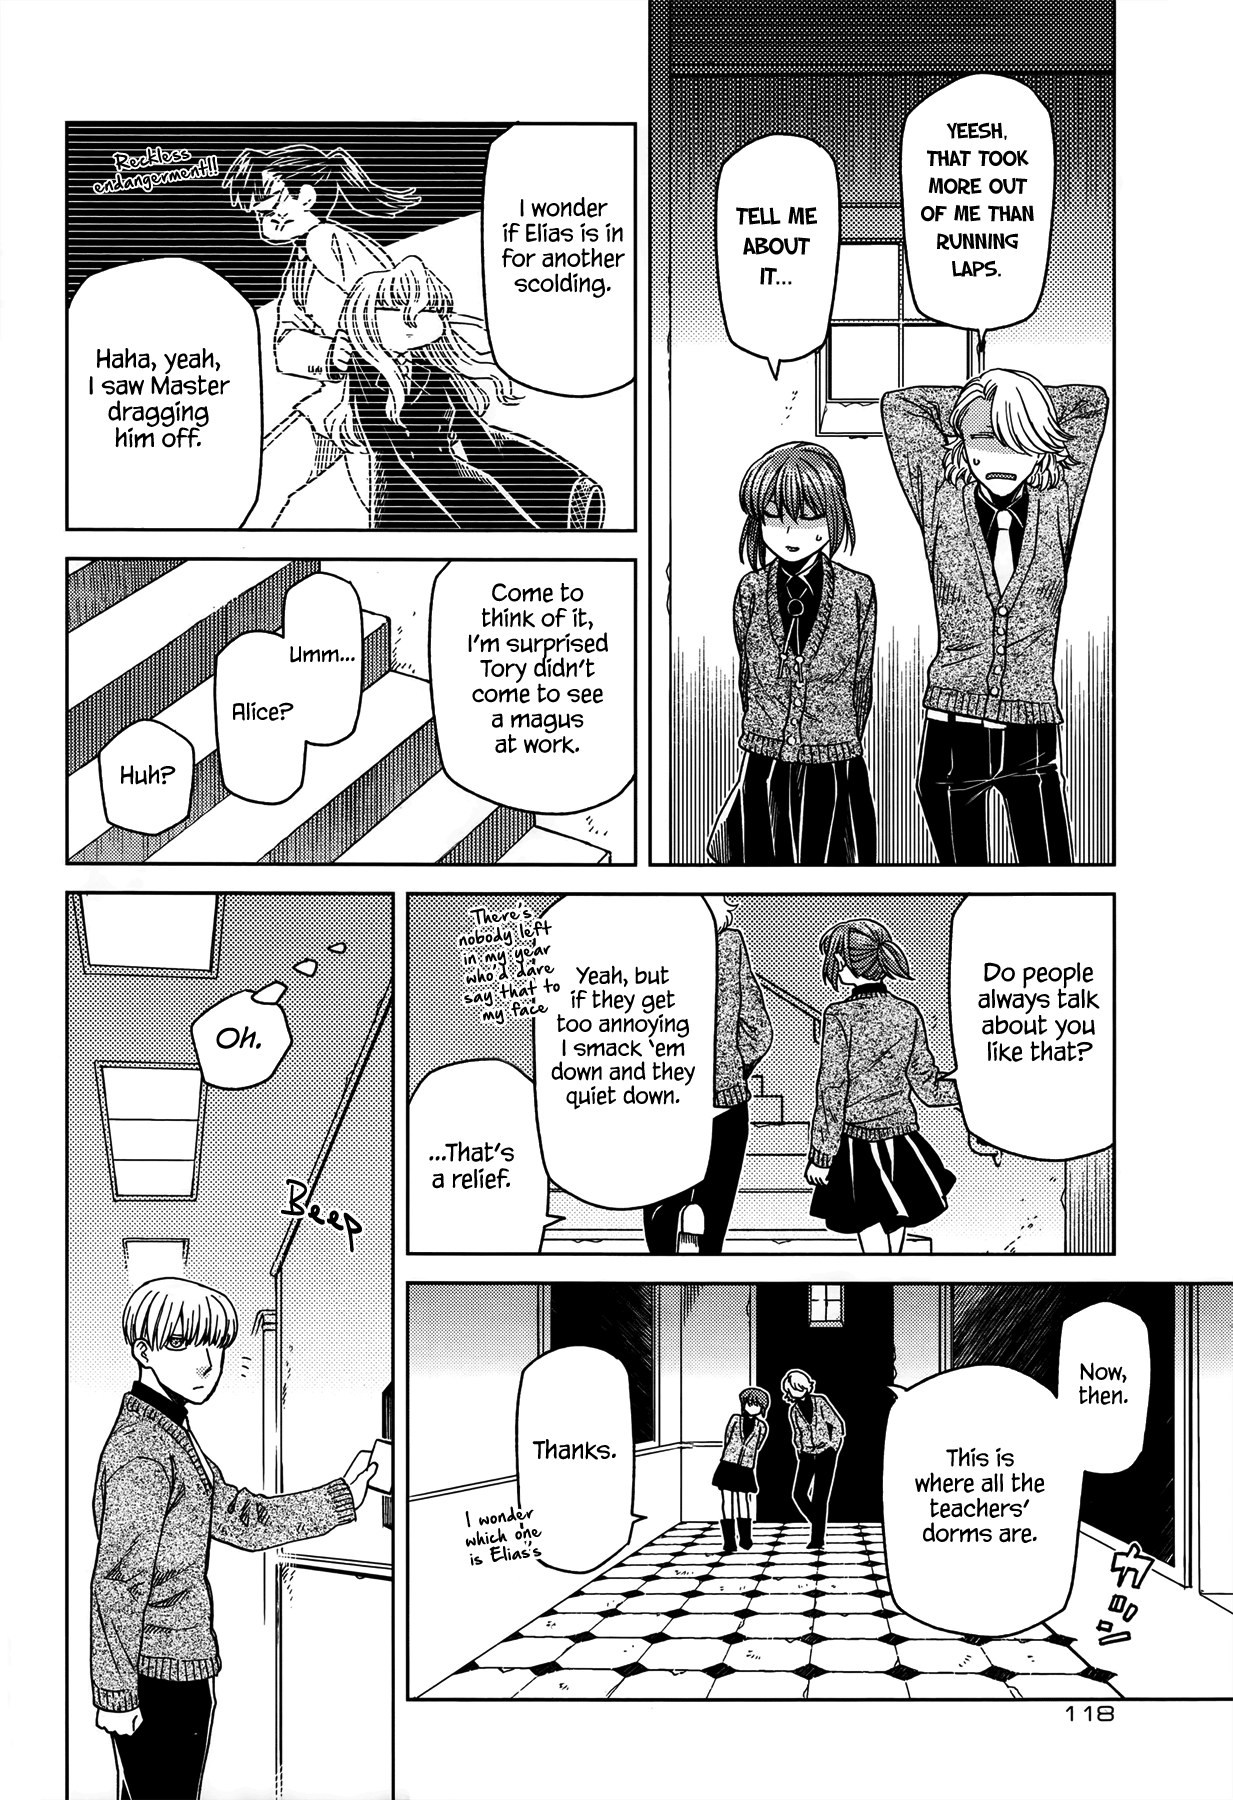 YEESH,
THAT TOOK
MORE OUT
OF ME THAN
RUNNING
LAPS.
TELL ME
ABOUT
IT...
I wonder
if Elias is in
for another
scolding.
Reckless
endangerment!!
Haha, yeah,
I saw Master
dragging
him off.
Come to
think of it,
I'm surprised
Tory didn't
come to see
a magus
at work.
Umm...
Alice?
Huh?
Do people
always talk
about you
like that?
Yeah, but
if they get
too annoying
I smack 'em
down and they
quiet down.
There's
nobody left
in my year
who'd dare
say that to
my face
...That's
a relief.
Now,
then.
This is
where all the
teachers'
dorms are.
Thanks.
I wonder
which one
is Elias's
カロンン
Oh.
Beep
118